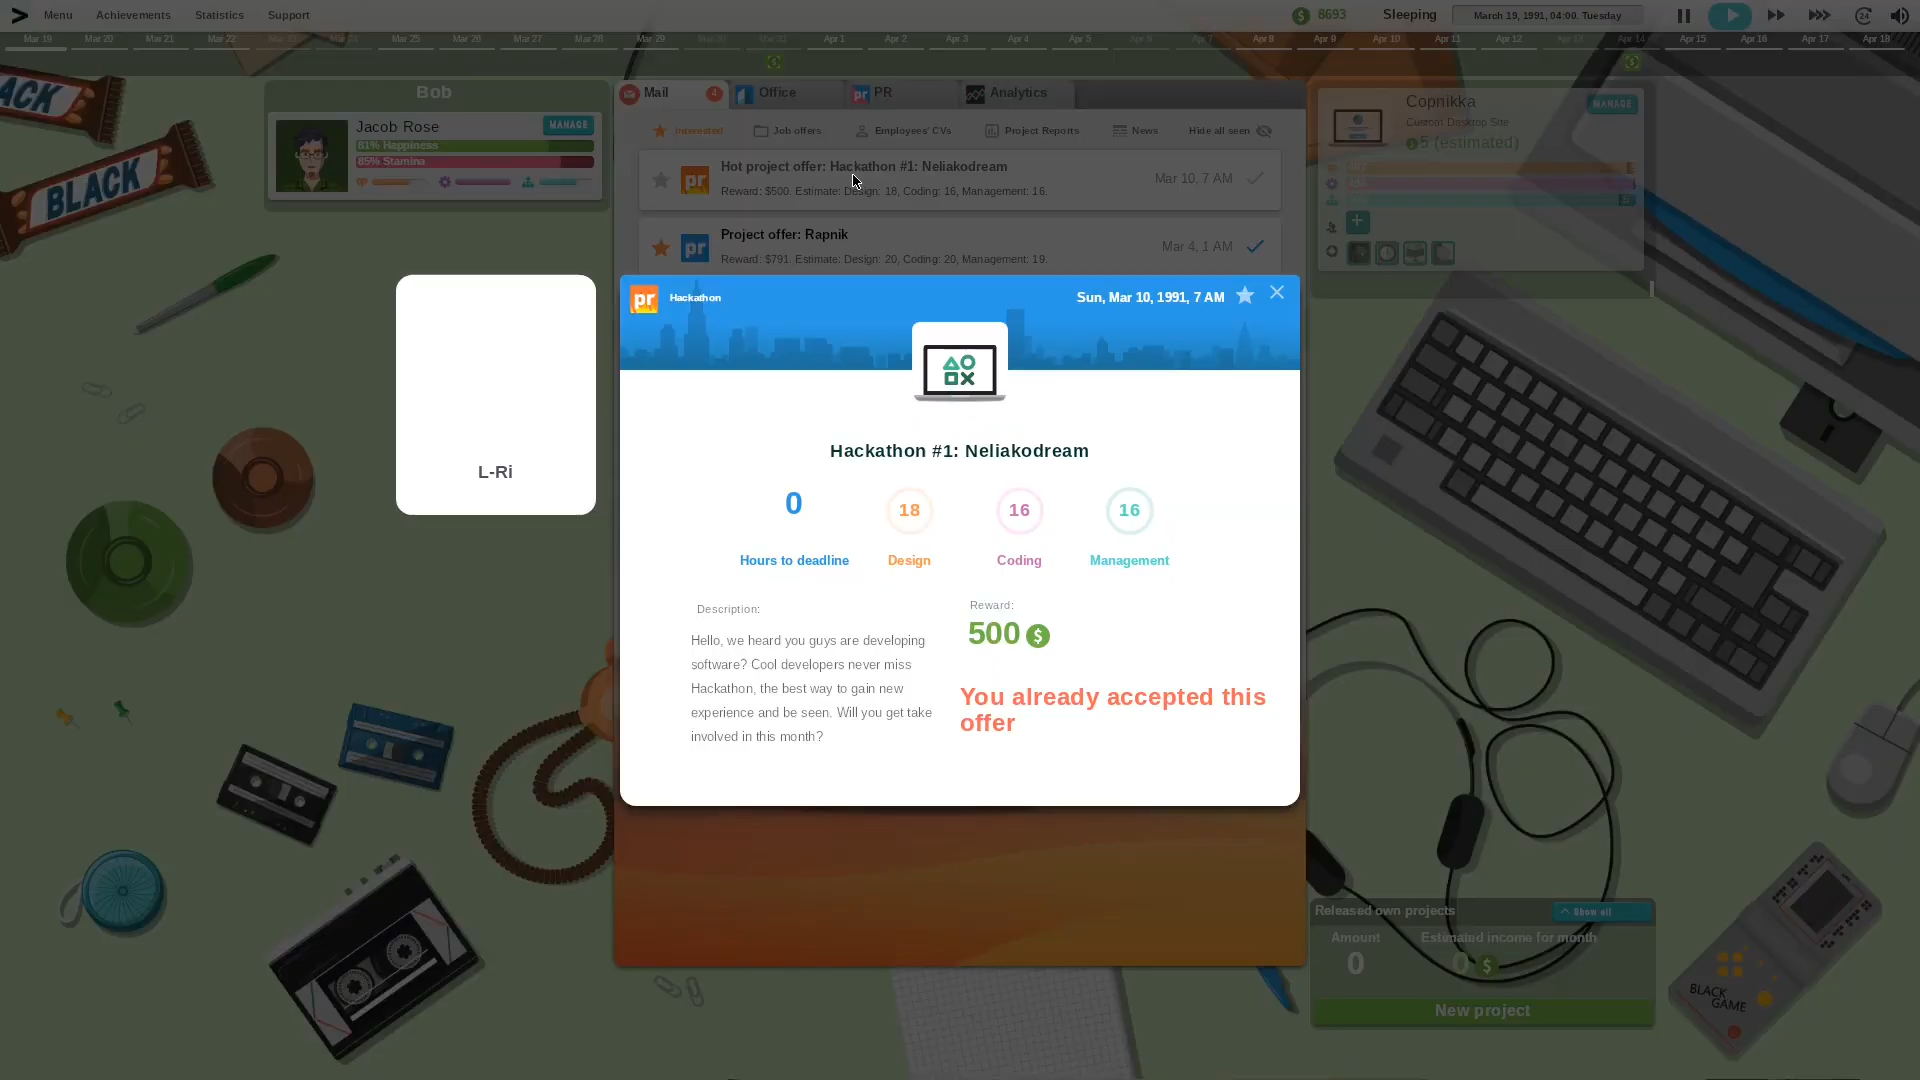 Menu
Achievements
Statistics
Support
8693
Sleeping
March 19, 1991, 04:00. Tuesday
24
Mar 19
Mar 20
Mar 21
Mar 22
Mar 25
Mar 26
Mar 27
Mar 28
Mar 29
Apr 1
Apr 2
Apr 3
Apr 4
Apr 5
Apr 8
Apr 9
Apr 10
Apr 11
Apr 12
Apr 14
Apr 15
Apr 16
Apr 17
Apr 18
Bob
Jacob Rose
MANAGE
61% Happiness
85% Stamina
Mail
4
Office
PR
Analytics
Interested
Job offers
Employees' CVs
Project Reports
News
Hide all seen
pr
Hot project offer: Hackathon #1: Neliakodream
Reward: $500. Estimate: Design: 18, Coding: 16, Management: 16.
Mar 10, 7 AM
pr
Project offer: Rapnik
Reward: $791. Estimate: Design: 20, Coding: 20, Management: 19.
Mar 4, 1 AM
Copnikka
MANAGE
Custom Desktop Site
5 (estimated)
pr
Hackathon
Sun, Mar 10, 1991, 7 AM
Hackathon #1: Neliakodream
0
18
16
16
Hours to deadline
Design
Coding
Management
Description:
Hello, we heard you guys are developing
software? Cool developers never miss
Hackathon, the best way to gain new
experience and be seen. Will you get take
involved in this month?
Reward:
500 $
You already accepted this
offer
L-Ri
ACK
BLACK
Released own projects
Show all
Amount
Estimated income for month
0
0 $
New project
BLACK
GAME